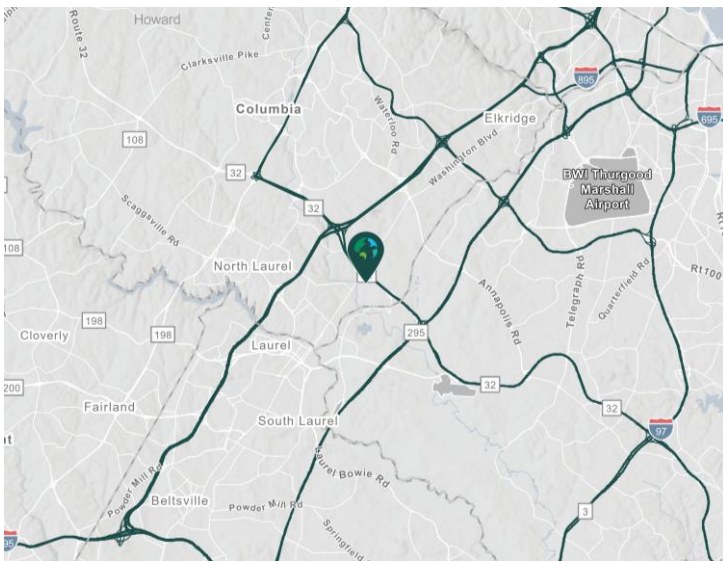 Howard
Route 32
Center
Clarksville Pike
895
Columbia
Waterloo Rd
Elkridge
695
108
Washington Blvd
32
BWI Thurgood
Marshall
Airport
Scaggsville Rd
32
108
North Laurel
Telegraph Rd
Quarterfield Rd
Rt100
Annapolis Rd
198
198
295
Cloverly
Laurel
32
200
32
Fairland
South Laurel
97
Laurel Bowie Rd
Powder Mill Rd
Beltsville
Powder Mill Rd
3
Springfield
95